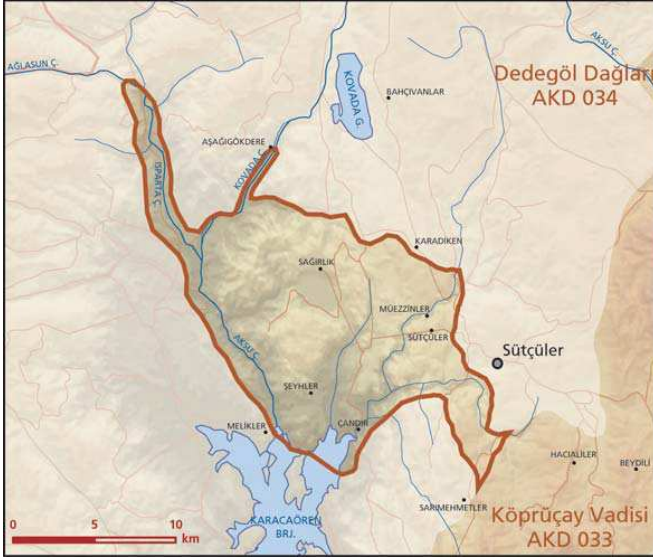 AĞLASUN Ç.
AKSU Ç.
Dedegöl Dağları
AKD 034
KOVADA G.
BAHÇIVANLAR
AŞAĞIGÖKDERE
KOVADA Ç.
ISPARTA Ç.
KARADİKEN
SAĞIRLIK
MÜEZZİNLER
SÜTÇÜLER
Sütçüler
AKSU Ç.
ŞEYHLER
MELİKLER
ÇANDIR
HACIALİLER
BEYDİLİ
SARIMEHMETLER
KARACAÖREN
BRJ.
Köprüçay Vadisi
AKD 033
0 5 10
km